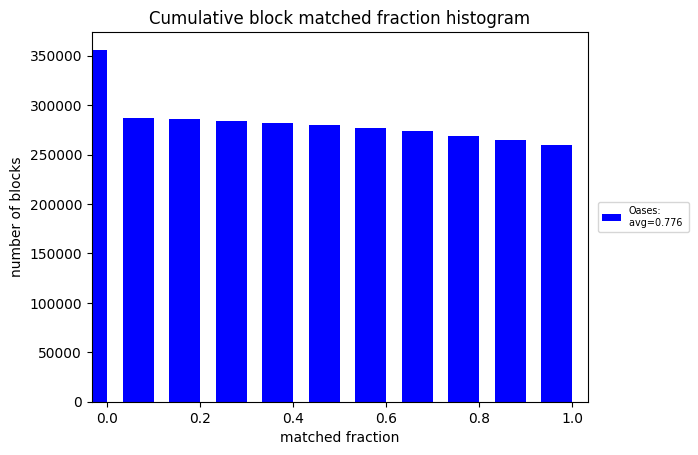 Cumulative block matched fraction histogram
350000
300000
250000
200000
150000
100000
50000
0
number of blocks
0.0 0.2 0.4 0.6 0.8 1.0
matched fraction
Oases:
avg=0.776